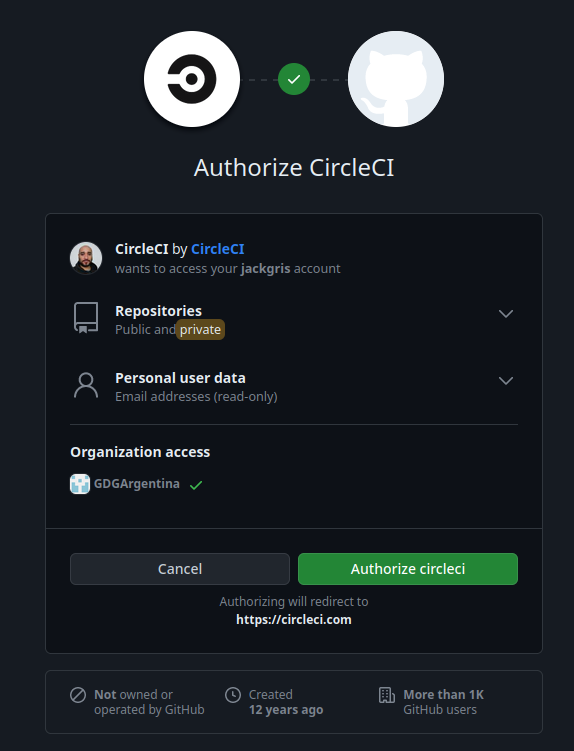 Authorize CircleCI
CircleCI by CircleCI
wants to access your jackgris account
Repositories
Public and private
Personal user data
Email addresses (read-only)
Organization access
GDGArgentina
Cancel
Authorize circleci
Authorizing will redirect to
https://circleci.com
Not owned or
operated by GitHub
Created
12 years ago
More than 1K
GitHub users